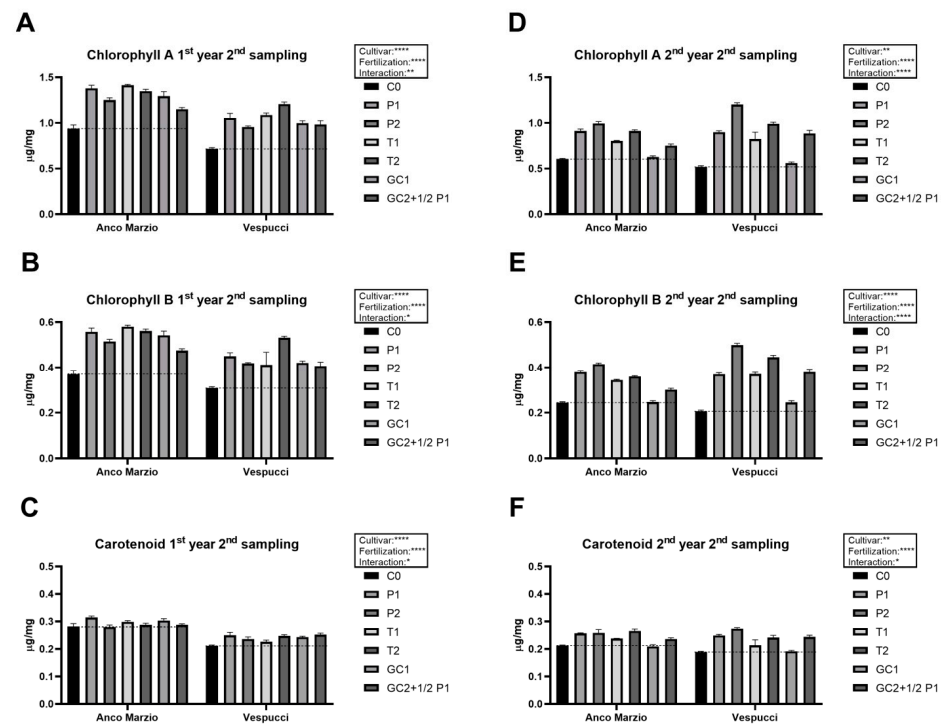 A
Chlorophyll A 1st year 2nd sampling
Cultivar:****
Fertilization:****
Interaction:**
1.5
1.0
0.5
0.0
µg/mg
Anco Marzio
Vespucci
C0
P1
P2
T1
T2
GC1
GC2+1/2 P1
D
Chlorophyll A 2nd year 2nd sampling
Cultivar:**
Fertilization:****
Interaction:****
1.5
1.0
0.5
0.0
µg/mg
Anco Marzio
Vespucci
C0
P1
P2
T1
T2
GC1
GC2+1/2 P1
B
Chlorophyll B 1st year 2nd sampling
Cultivar:****
Fertilization:****
Interaction:*
0.6
0.4
0.2
0.0
µg/mg
Anco Marzio
Vespucci
C0
P1
P2
T1
T2
GC1
GC2+1/2 P1
E
Chlorophyll B 2nd year 2nd sampling
Cultivar:****
Fertilization:****
Interaction:****
0.6
0.4
0.2
0.0
µg/mg
Anco Marzio
Vespucci
C0
P1
P2
T1
T2
GC1
GC2+1/2 P1
C
Carotenoid 1st year 2nd sampling
Cultivar:****
Fertilization:****
Interaction:*
0.5
0.4
0.3
0.2
0.1
0.0
µg/mg
Anco Marzio
Vespucci
C0
P1
P2
T1
T2
GC1
GC2+1/2 P1
F
Carotenoid 2nd year 2nd sampling
Cultivar:**
Fertilization:****
Interaction:*
0.5
0.4
0.3
0.2
0.1
0.0
µg/mg
Anco Marzio
Vespucci
C0
P1
P2
T1
T2
GC1
GC2+1/2 P1